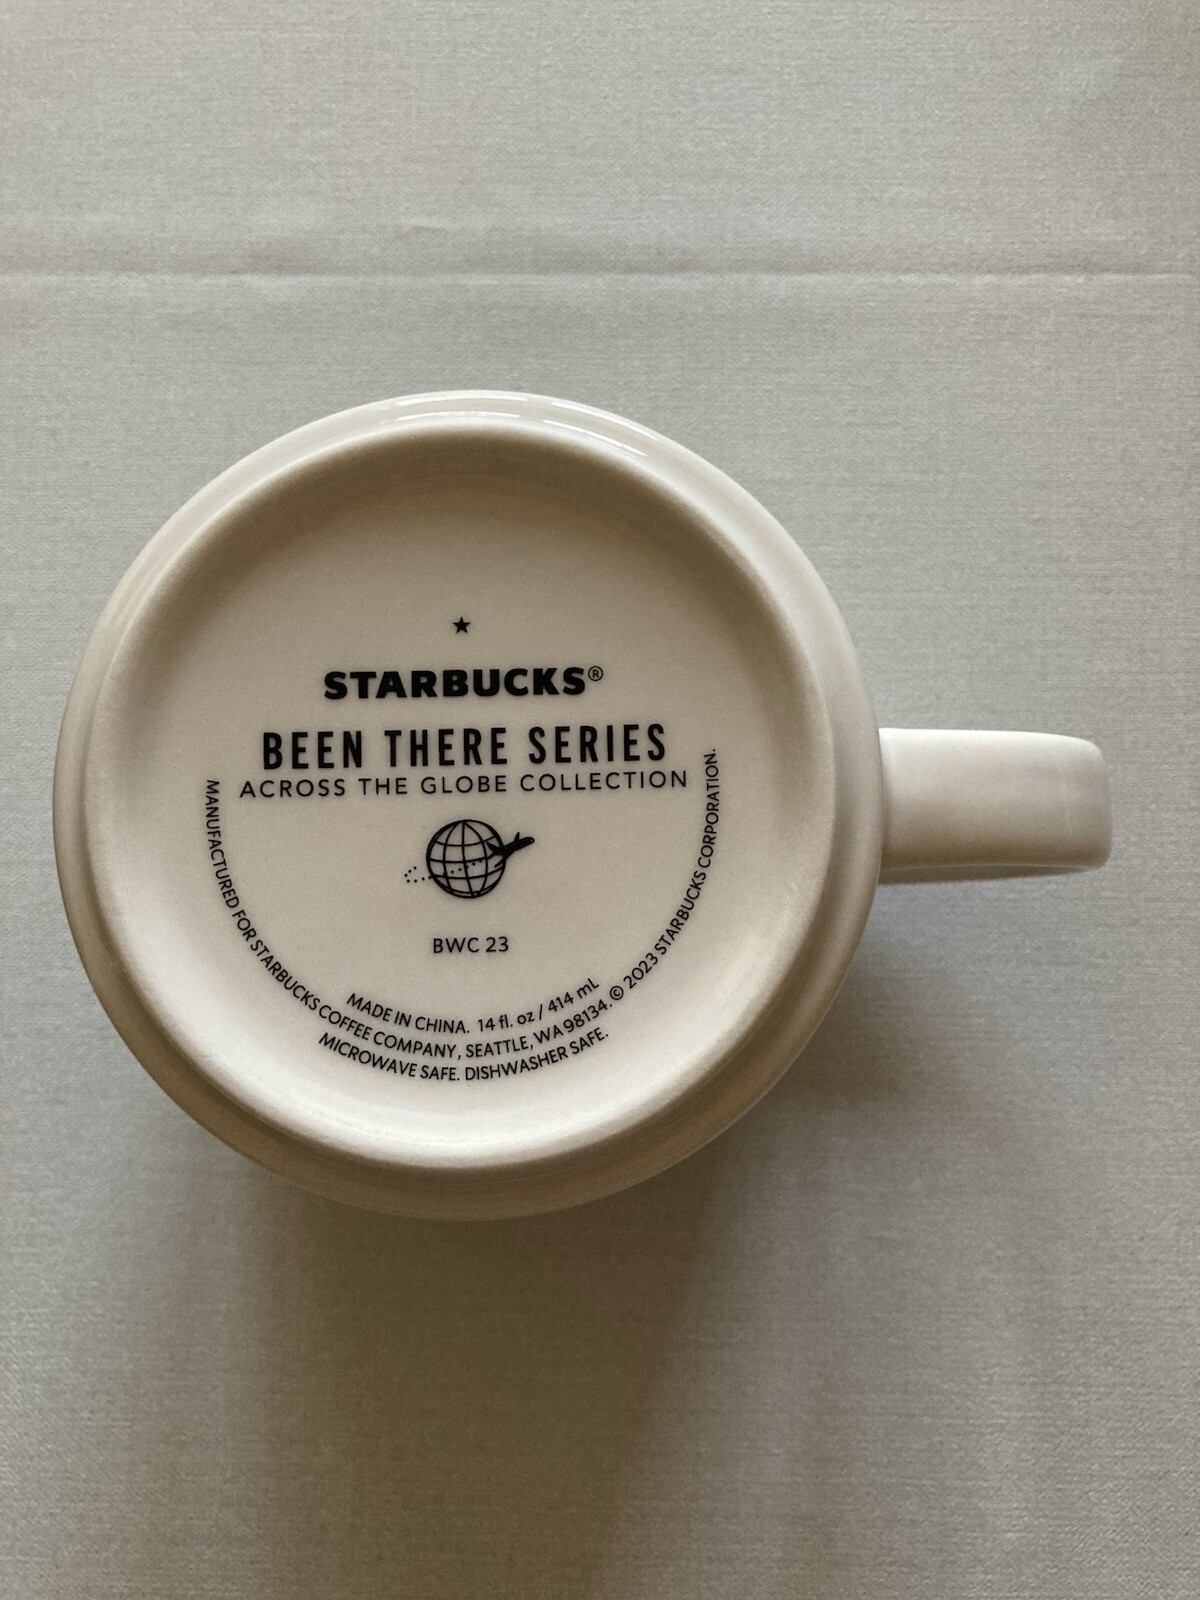 STARBUCKS®
BEEN THERE SERIES
ACROSS THE GLOBE COLLECTION
BWC 23
MADE IN CHINA. 14 fl. oz / 414 mL
MANUFACTURED FOR STARBUCKS COFFEE COMPANY, SEATTLE, WA 98134. © 2023 STARBUCKS CORPORATION.
MICROWAVE SAFE. DISHWASHER SAFE.